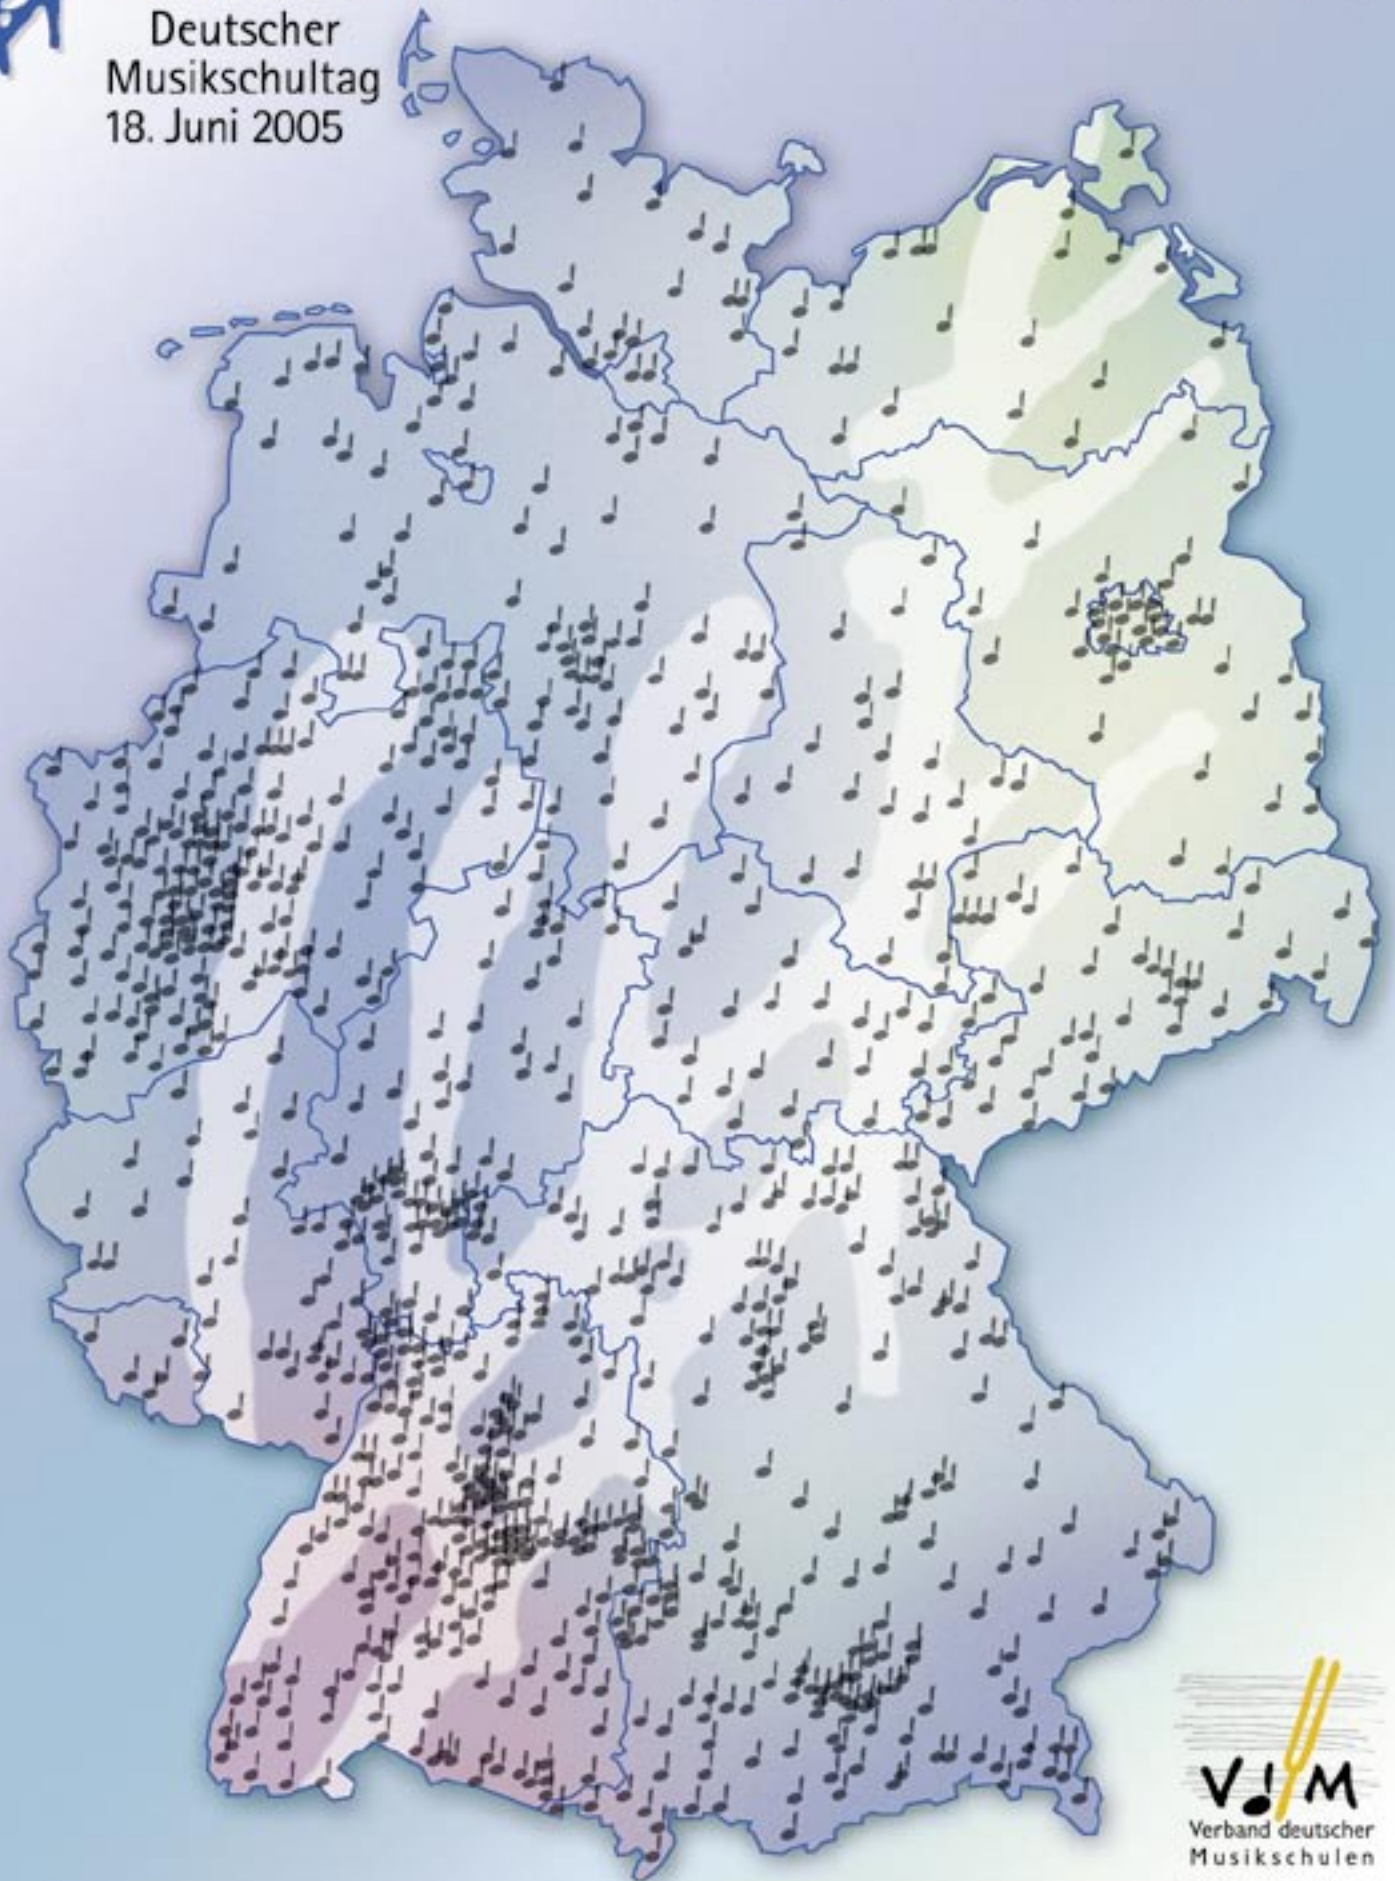 Deutscher
Musikschultag
18. Juni 2005
V♩M
Verband deutscher
Musikschulen